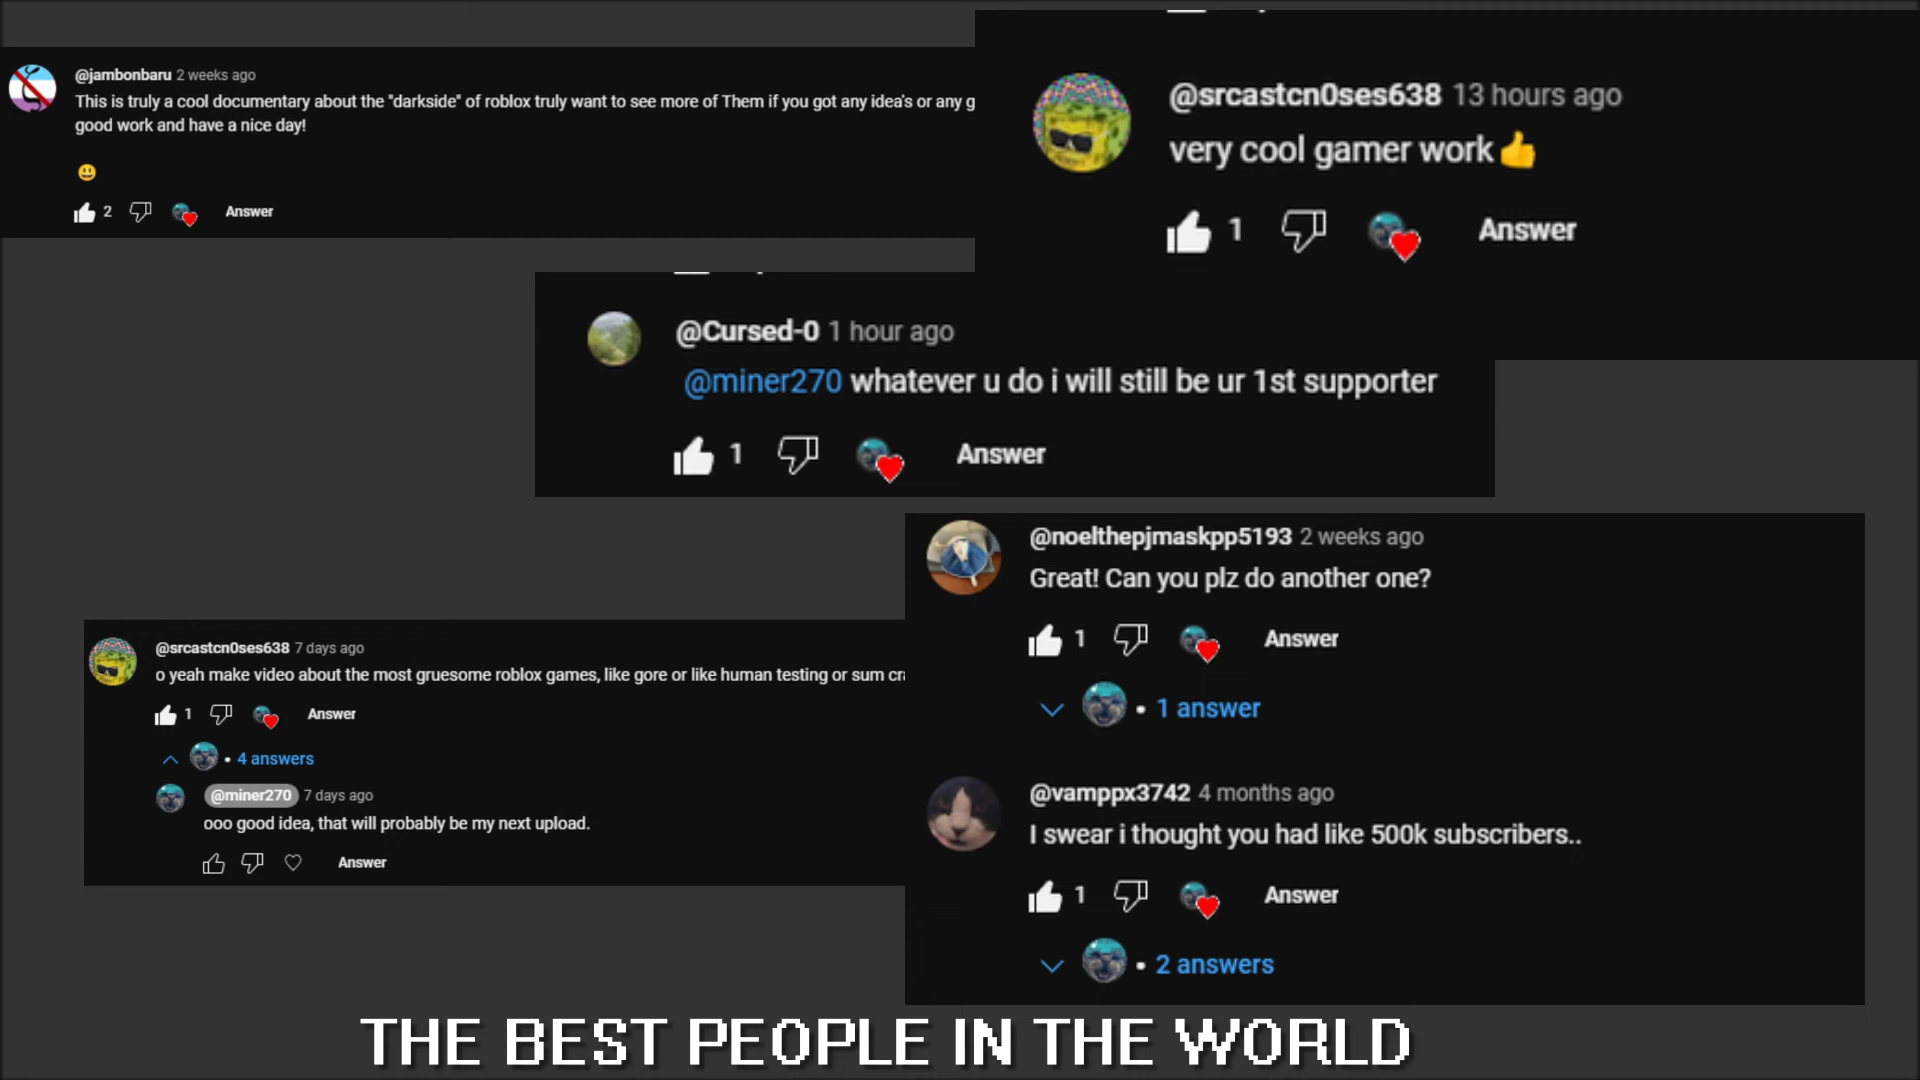 @jambonbaru 2 weeks ago
This is truly a cool documentary about the "darkside" of roblox truly want to see more of Them if you got any idea's or any g
good work and have a nice day!
😃
2 Answer
@srcastcn0ses638 13 hours ago
very cool gamer work👍
1 Answer
@Cursed-0 1 hour ago
@miner270 whatever u do i will still be ur 1st supporter
1 Answer
@noelthepjmaskpp5193 2 weeks ago
Great! Can you plz do another one?
1 Answer
• 1 answer
@srcastcn0ses638 7 days ago
o yeah make video about the most gruesome roblox games, like gore or like human testing or sum cra
1 Answer
• 4 answers
@miner270 7 days ago
ooo good idea, that will probably be my next upload.
Answer
@vamppx3742 4 months ago
I swear i thought you had like 500k subscribers..
1 Answer
• 2 answers
THE BEST PEOPLE IN THE WORLD